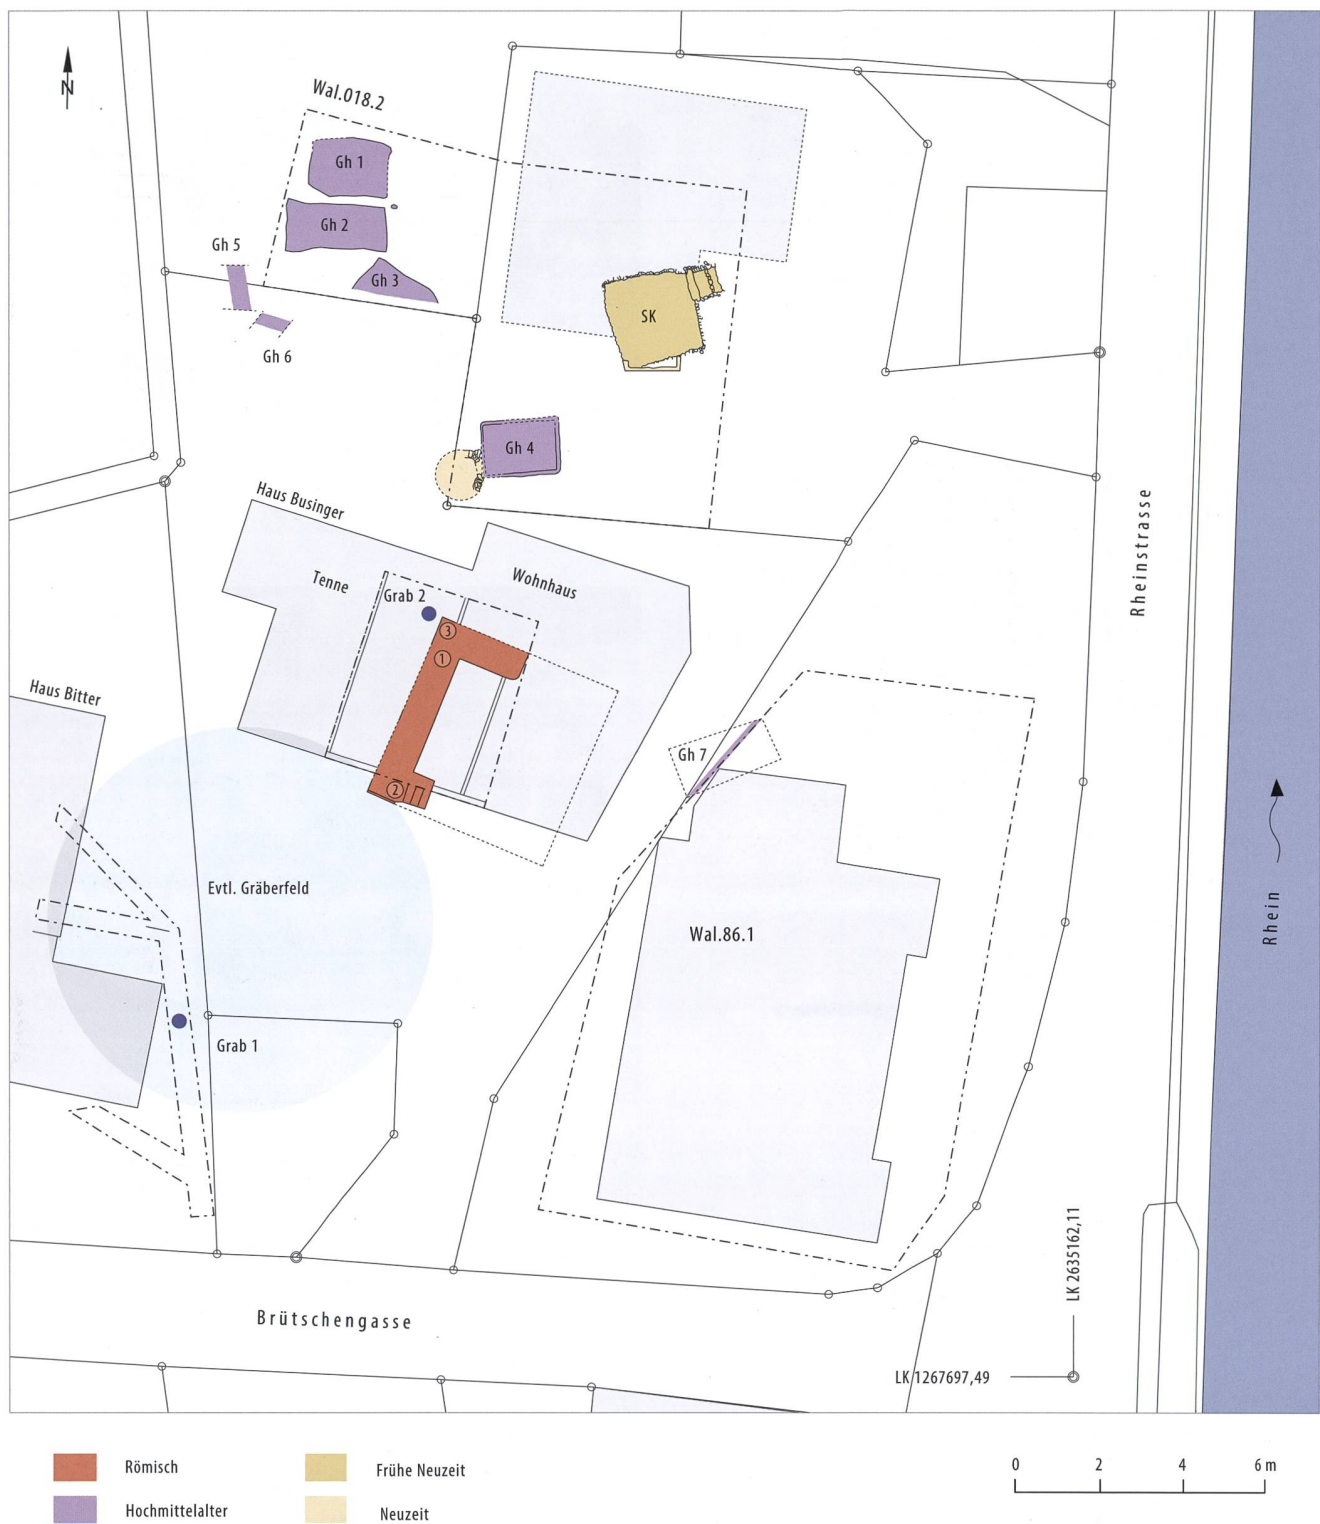 N
Wal.018.2
Gh 1
Gh 2
Gh 5
Gh 3
SK
Gh 6
Gh 4
Haus Businger
Tenne
Wohnhaus
Rheinstrasse
Grab 2
3
1
Haus Bitter
Gh 7
2
Evtl. Gräberfeld
Wal.86.1
Rhein
Grab 1
LK 2635162,11
Brütschengasse
LK 1267697,49
Römisch
Frühe Neuzeit
0 2 4 6 m
Hochmittelalter
Neuzeit